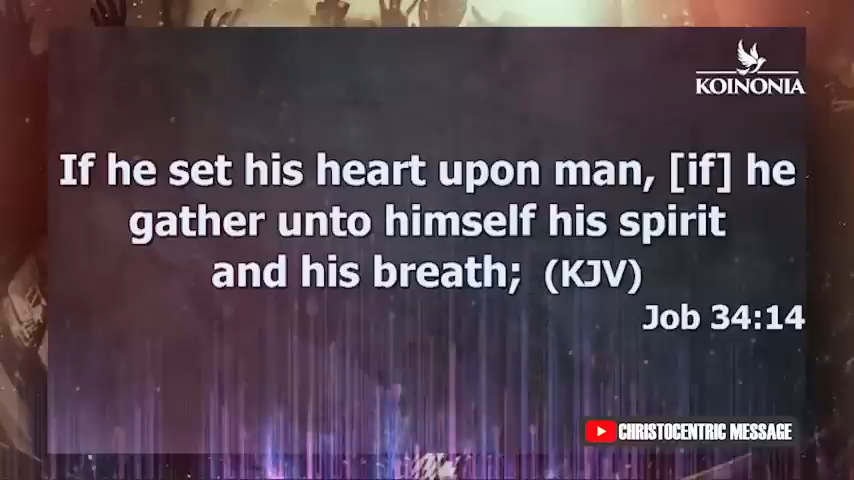 KOINONIA
If he set his heart upon man, [if] he
gather unto himself his spirit
and his breath; (KJV)
Job 34:14
CHRISTOCENTRIC MESSAGE